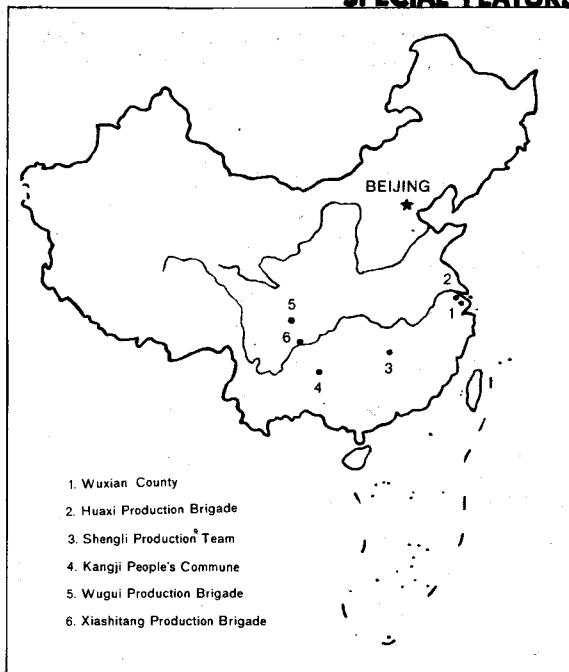 SPECIAL FEATURE
BEIJING
2
1
5
6
3
4
1. Wuxian County
2. Huaxi Production Brigade
3. Shengli Production Team
4. Kangji People's Commune
5. Wugui Production Brigade
6. Xiashitang Production Brigade